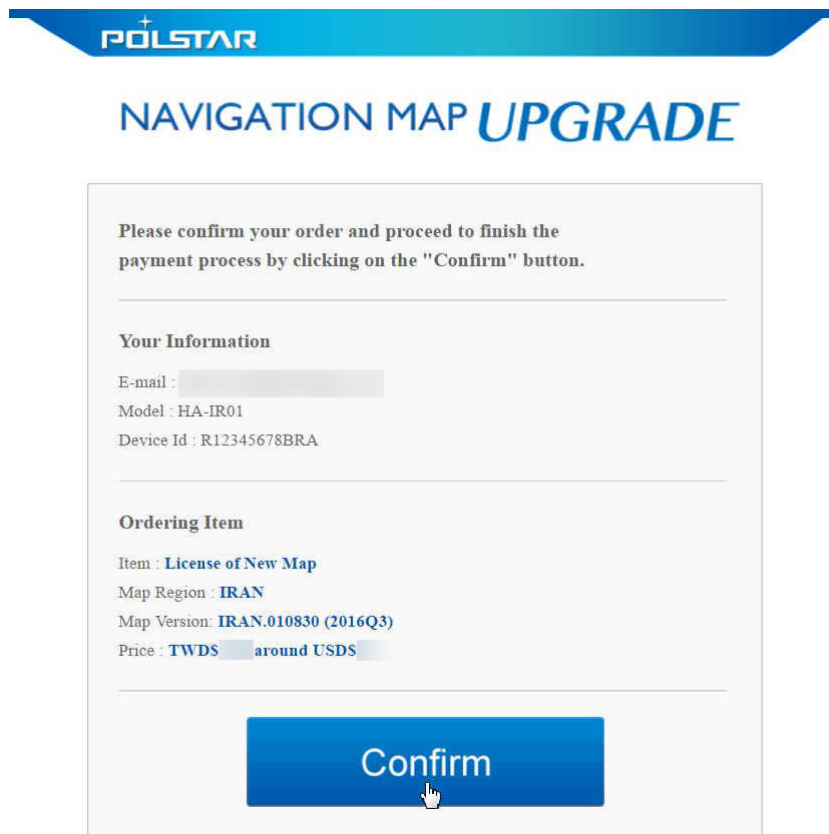 POLSTAR
NAVIGATION MAP UPGRADE
Please confirm your order and proceed to finish the
payment process by clicking on the "Confirm" button.
Your Information
E-mail :
Model : HA-IR01
Device Id : R12345678BRA
Ordering Item
Item : License of New Map
Map Region : IRAN
Map Version: IRAN.010830 (2016Q3)
Price : TWD$ around USD$
Confirm